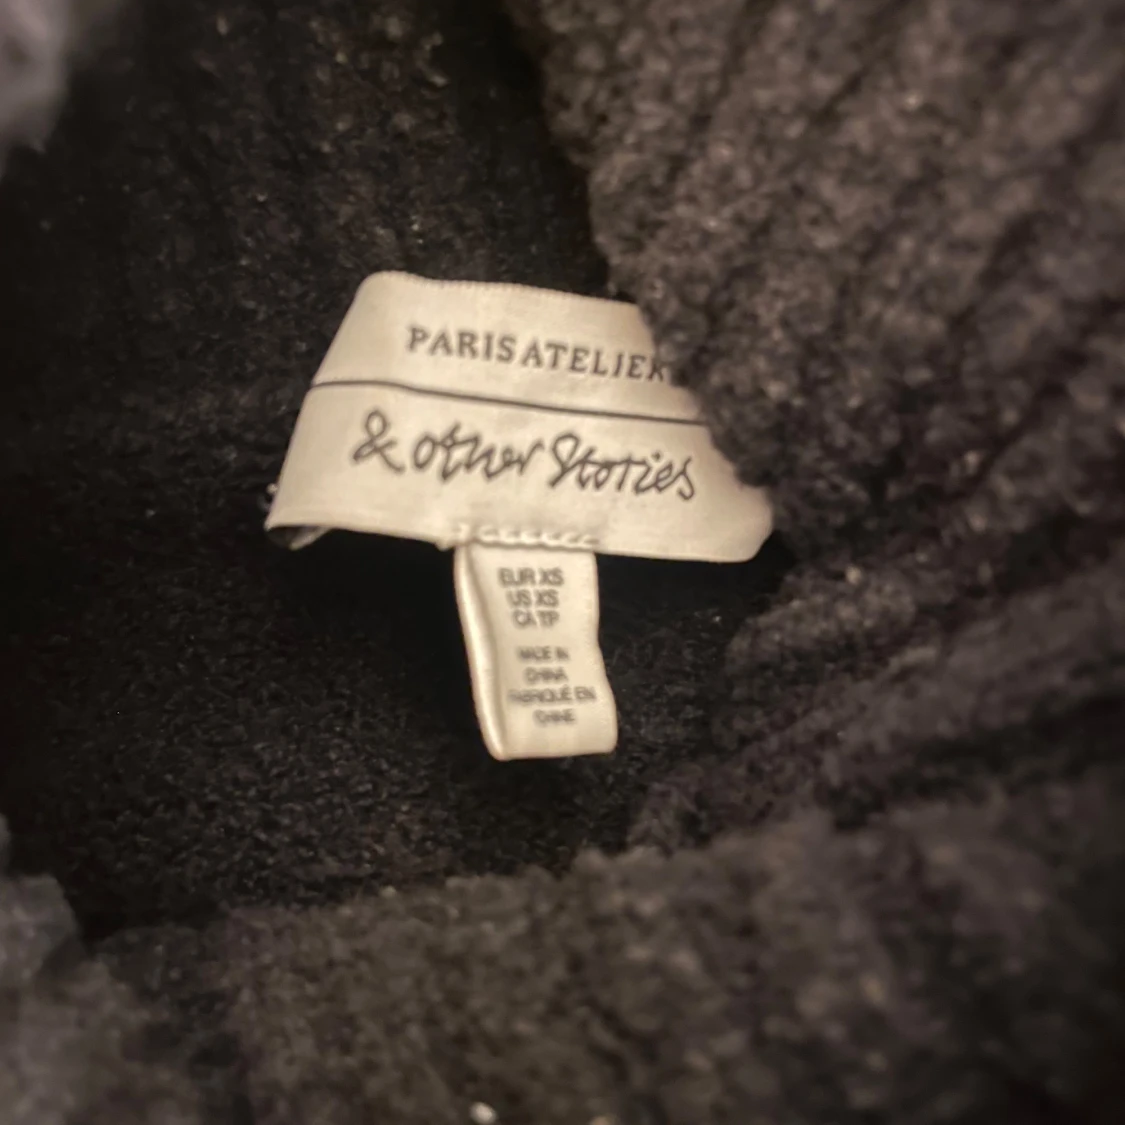 PARIS ATELIER
& other Stories
EUR XS
US XS
CA TP
MADE IN
CHINA
FABRIQUÉ EN
CHINE